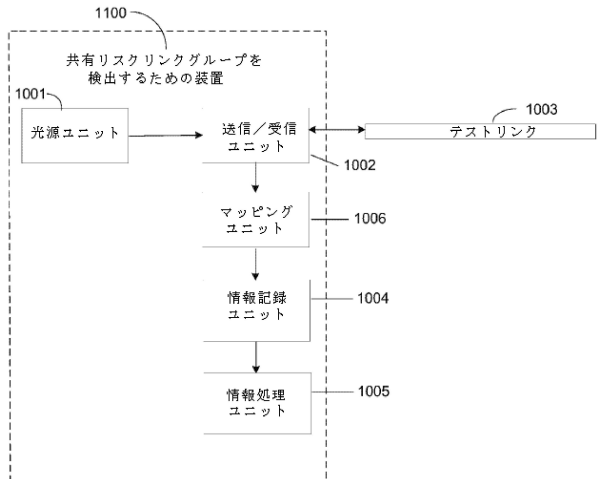 1100
共有リスクリンクグループを
検出するための装置
1001
光源ユニット
送信／受信
ユニット
1002
1003
テストリンク
マッピング
ユニット
1006
情報記録
ユニット
1004
情報処理
ユニット
1005